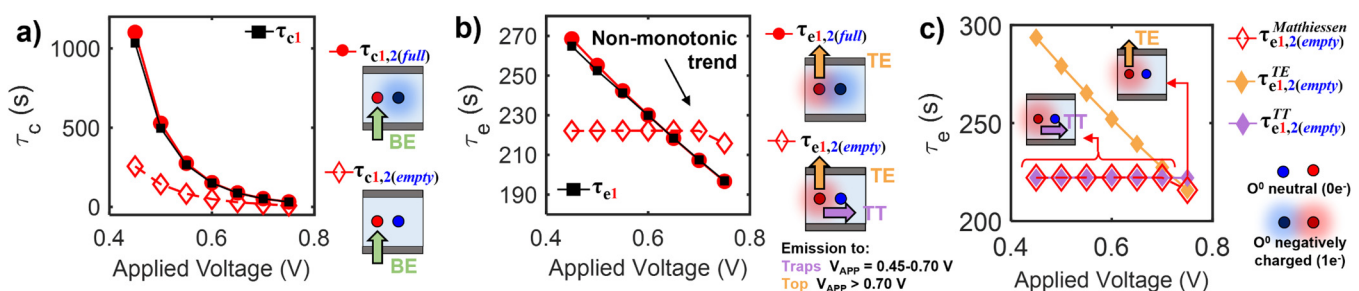 a)
τc (s)
1000
500
0
0.4
0.6
0.8
Applied Voltage (V)
τc1
τc1,2(full)
BE
τc1,2(empty)
BE
b)
τe (s)
270
250
230
210
190
0.4
0.6
0.8
Applied Voltage (V)
Non-monotonic
trend
τe1
τe1,2(full)
TE
τe1,2(empty)
TE
TT
Emission to:
Traps VAPP = 0.45-0.70 V
Top VAPP > 0.70 V
c)
τe (s)
300
250
200
0.4
0.6
0.8
Applied Voltage (V)
TE
TT
τe1,2(empty)^Matthiessen
τe1,2(empty)^TE
τe1,2(empty)^TT
O⁰ neutral (0e⁻)
O⁰ negatively
charged (1e⁻)